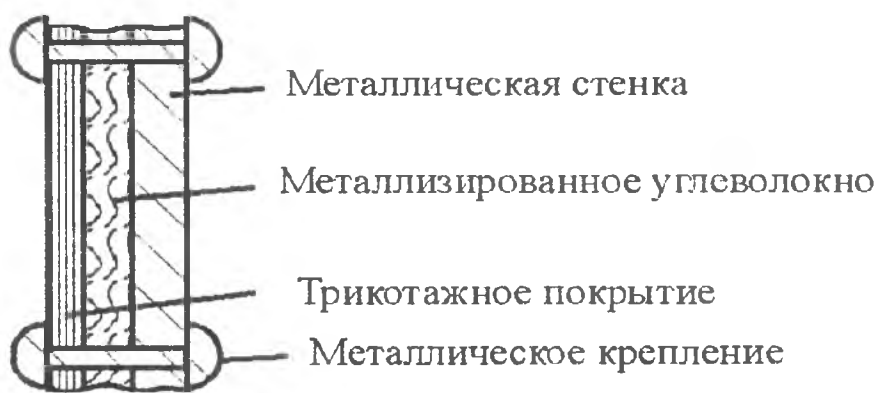 Металлическая стенка
Металлизированное углеволокно
Трикотажное покрытие
Металлическое крепление